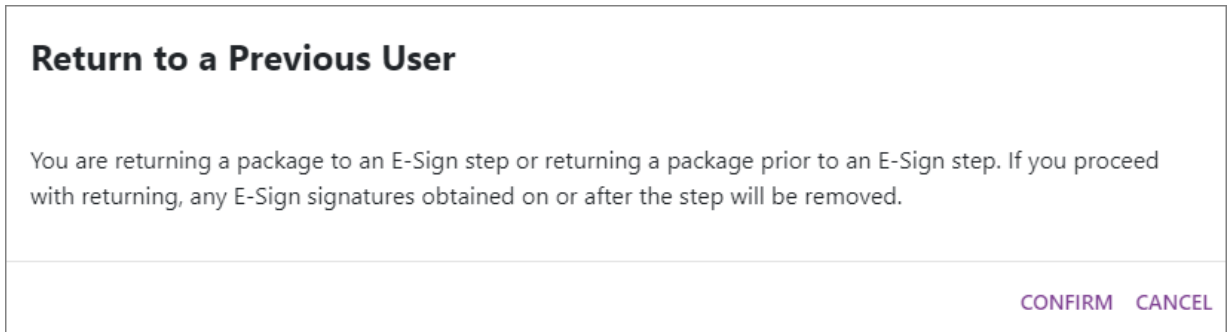 Return to a Previous User
You are returning a package to an E-Sign step or returning a package prior to an E-Sign step. If you proceed
with returning, any E-Sign signatures obtained on or after the step will be removed.
CONFIRM CANCEL